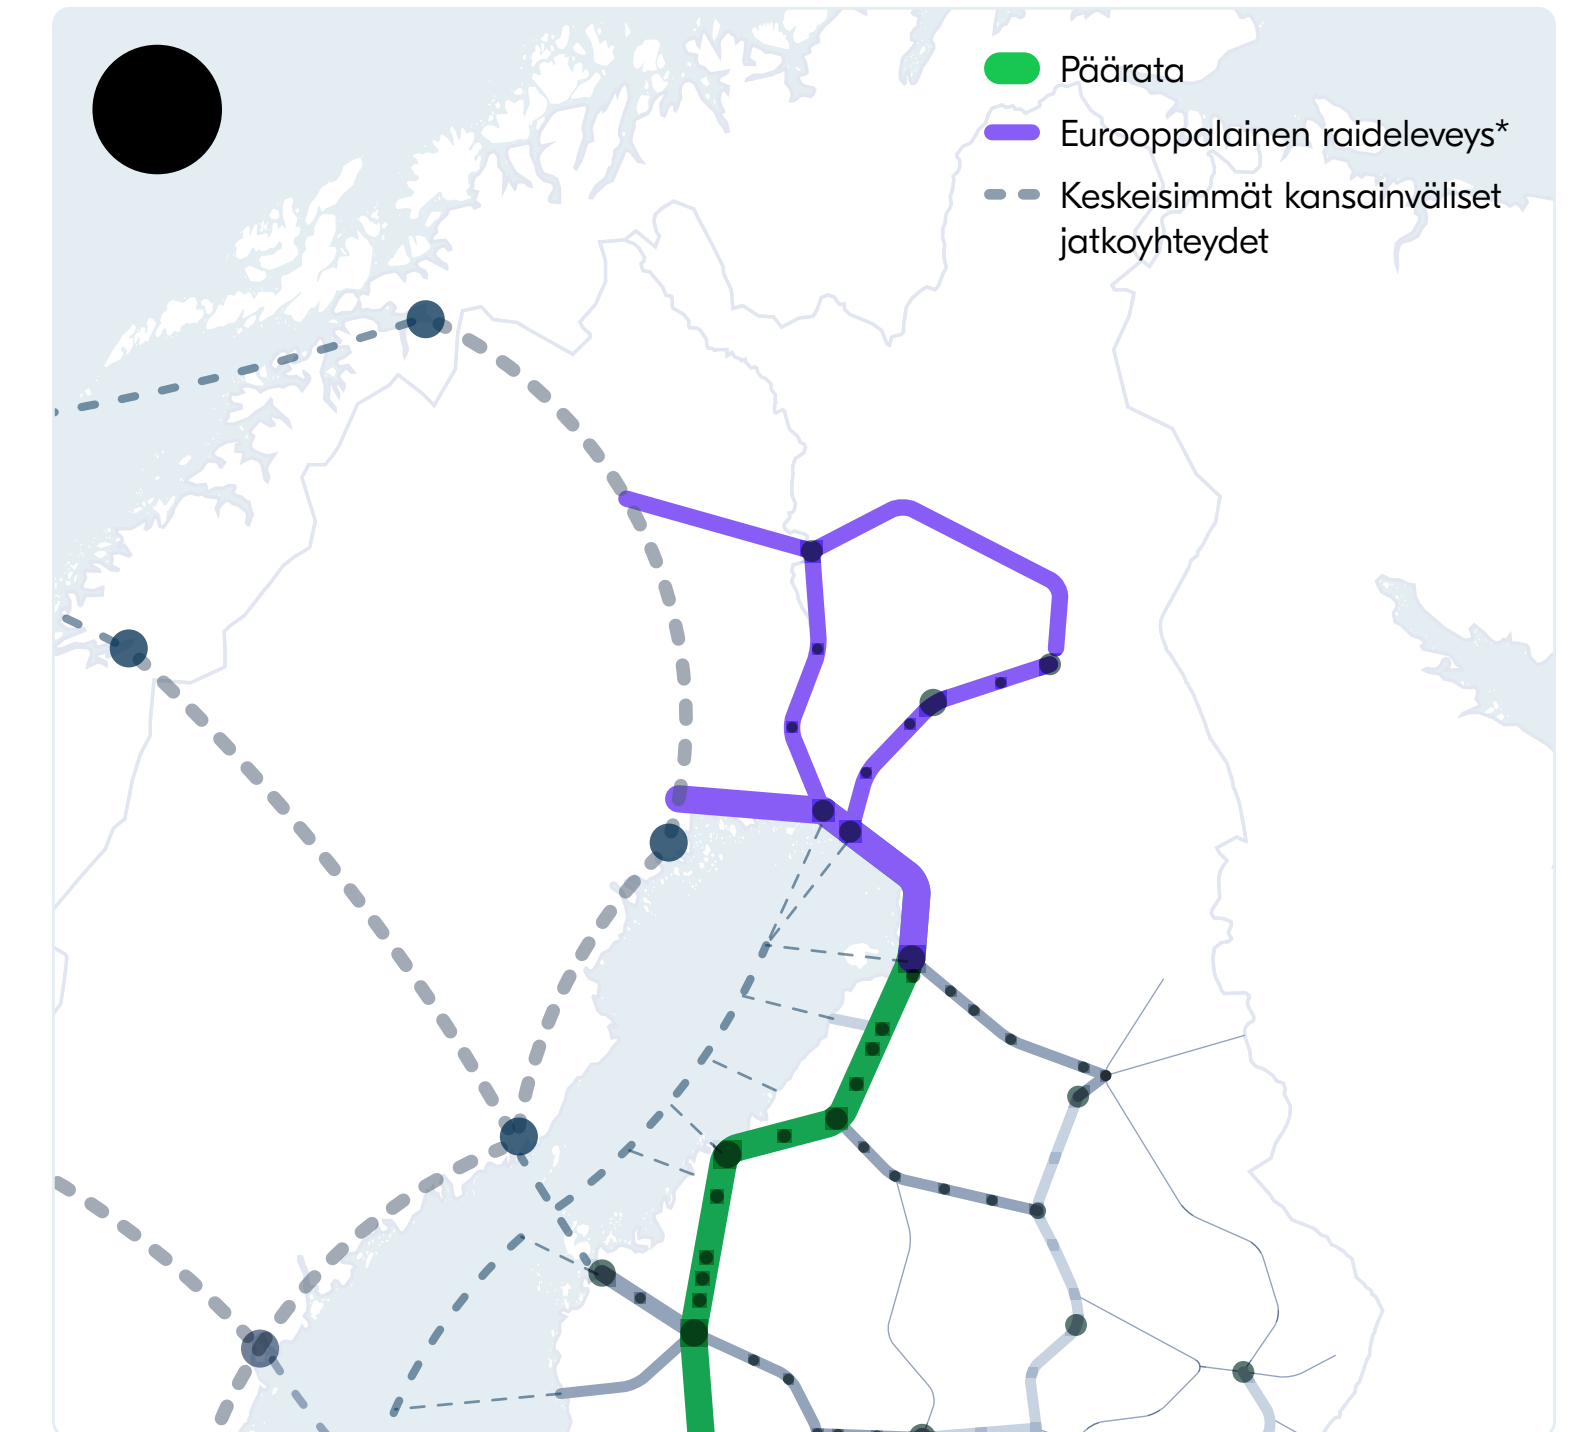 Päärata
Eurooppalainen raideleveys*
Keskeisimmät kansainväliset
jatkoyhteydet